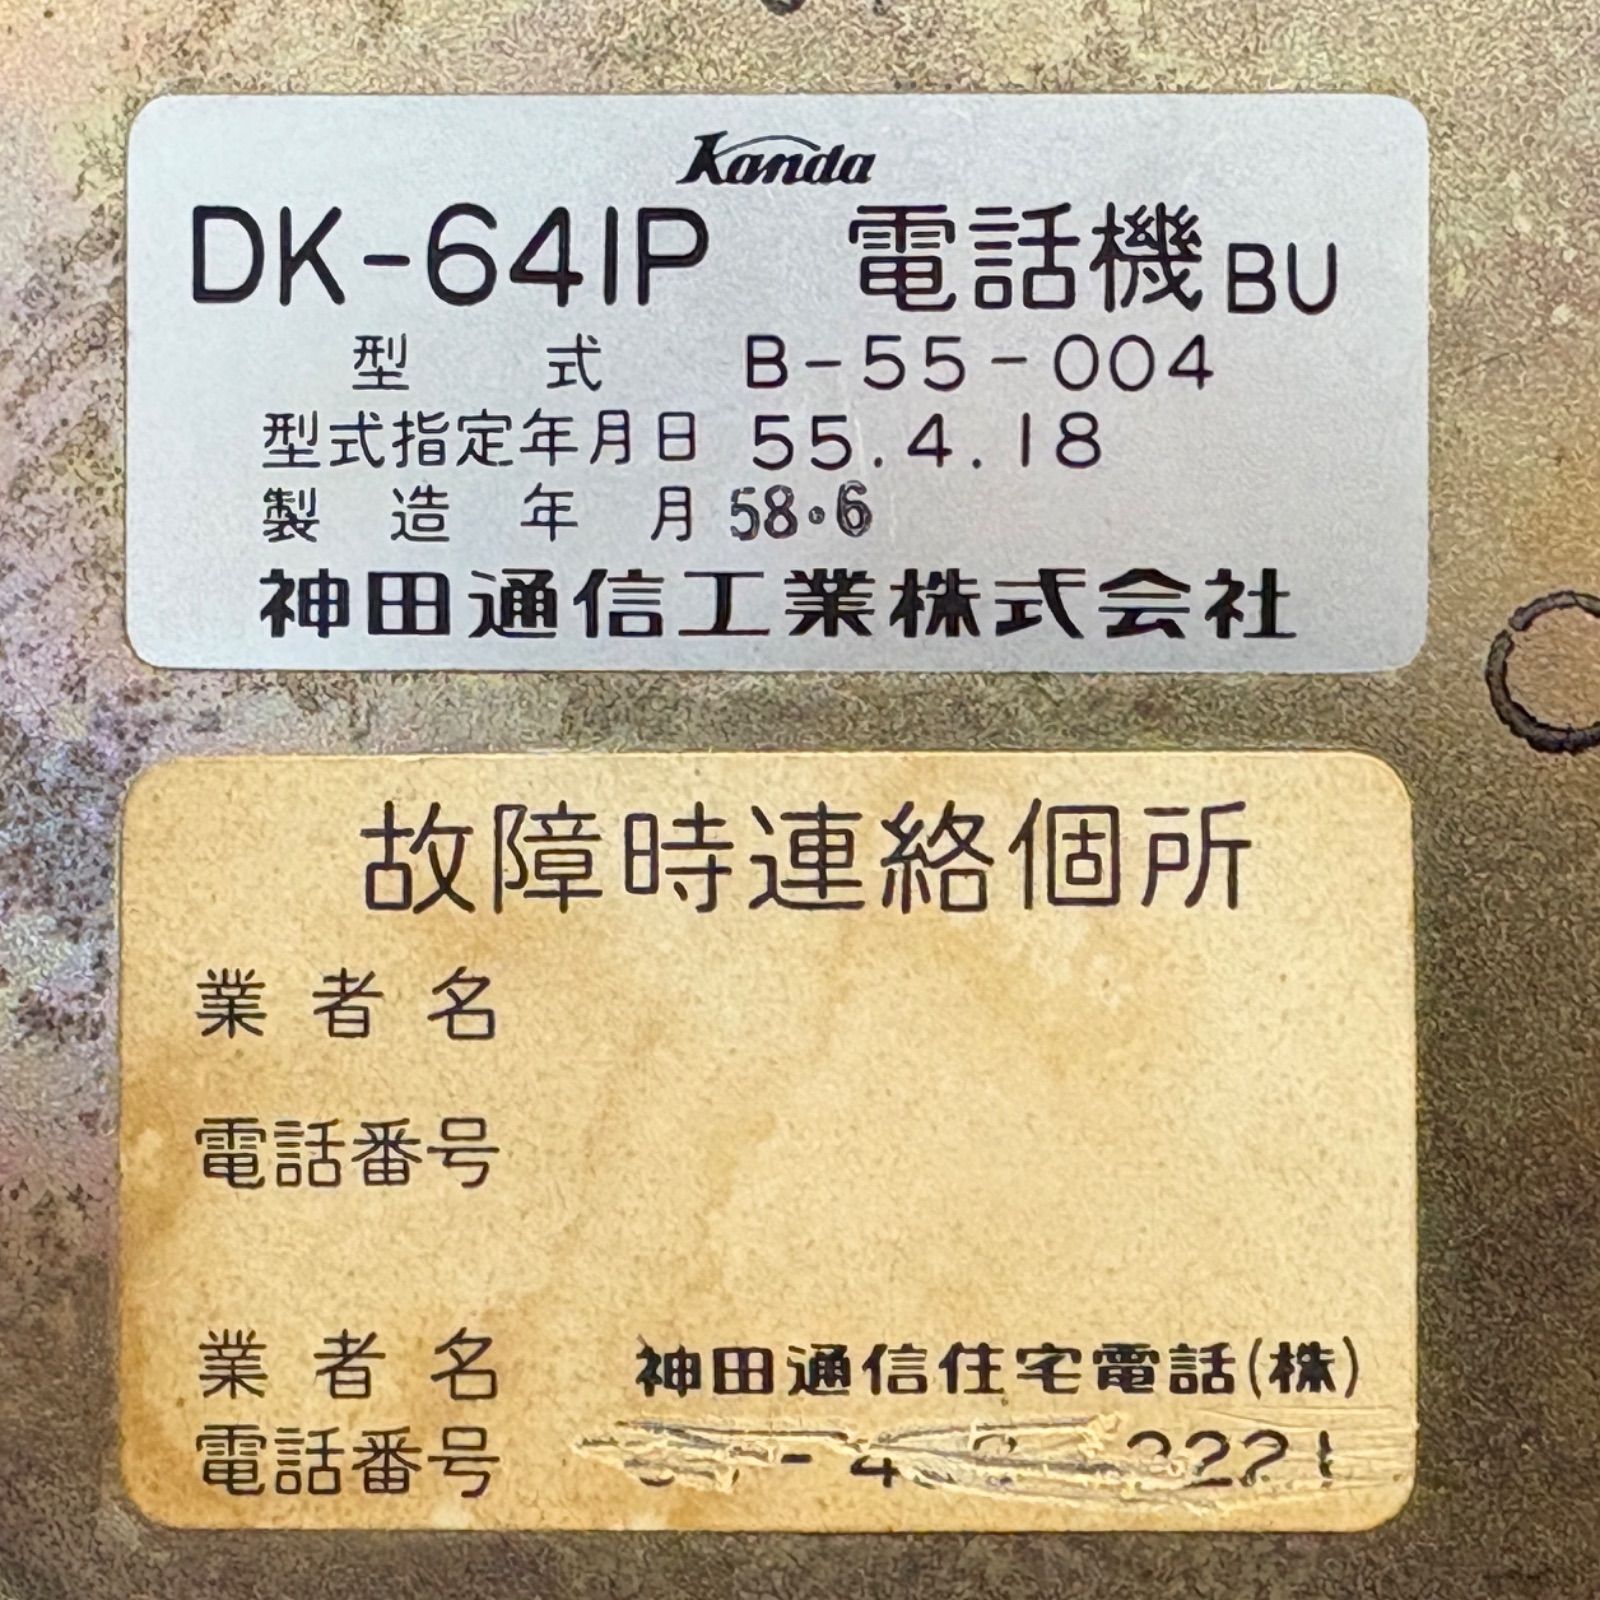 Kanda
DK-641P 電話機 BU
型式 B-55-004
型式指定年月日 55.4.18
製造年月 58.6
神田通信工業株式会社
故障時連絡個所
業者名
電話番号
業者名 神田通信住宅電話(株)
電話番号